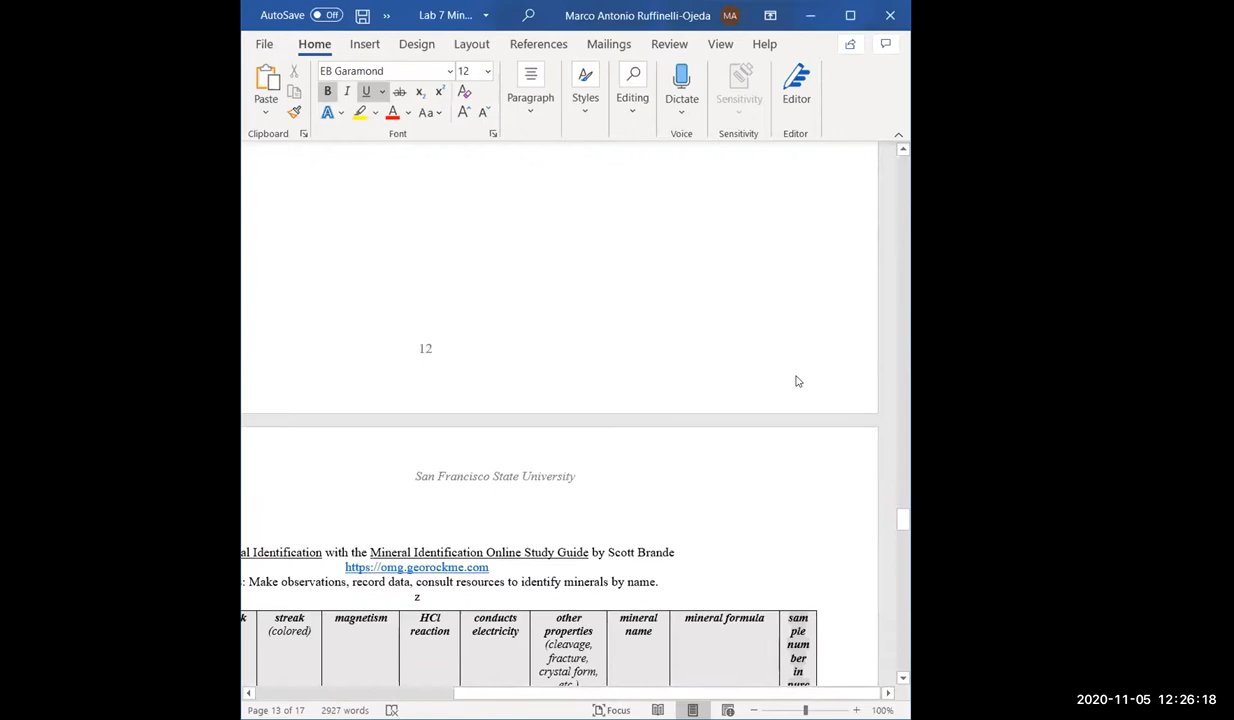 AutoSave Off » Lab 7 Min... Marco Antonio Ruffinelli-Ojeda MA
File Home Insert Design Layout References Mailings Review View Help
EB Garamond 12
B I U ab x₂ x²
A A Aa A A
Paste Paragraph Styles Editing Dictate Sensitivity Editor
Clipboard Font Voice Sensitivity Editor
12
San Francisco State University
al Identification with the Mineral Identification Online Study Guide by Scott Brande
https://omg.georockme.com
s: Make observations, record data, consult resources to identify minerals by name.
z
k streak (colored) magnetism HCl reaction conducts electricity other properties (cleavage, fracture, crystal form, etc.) mineral name mineral formula sam ple num ber in
Page 13 of 17 2927 words Focus 100%
2020-11-05 12:26:18